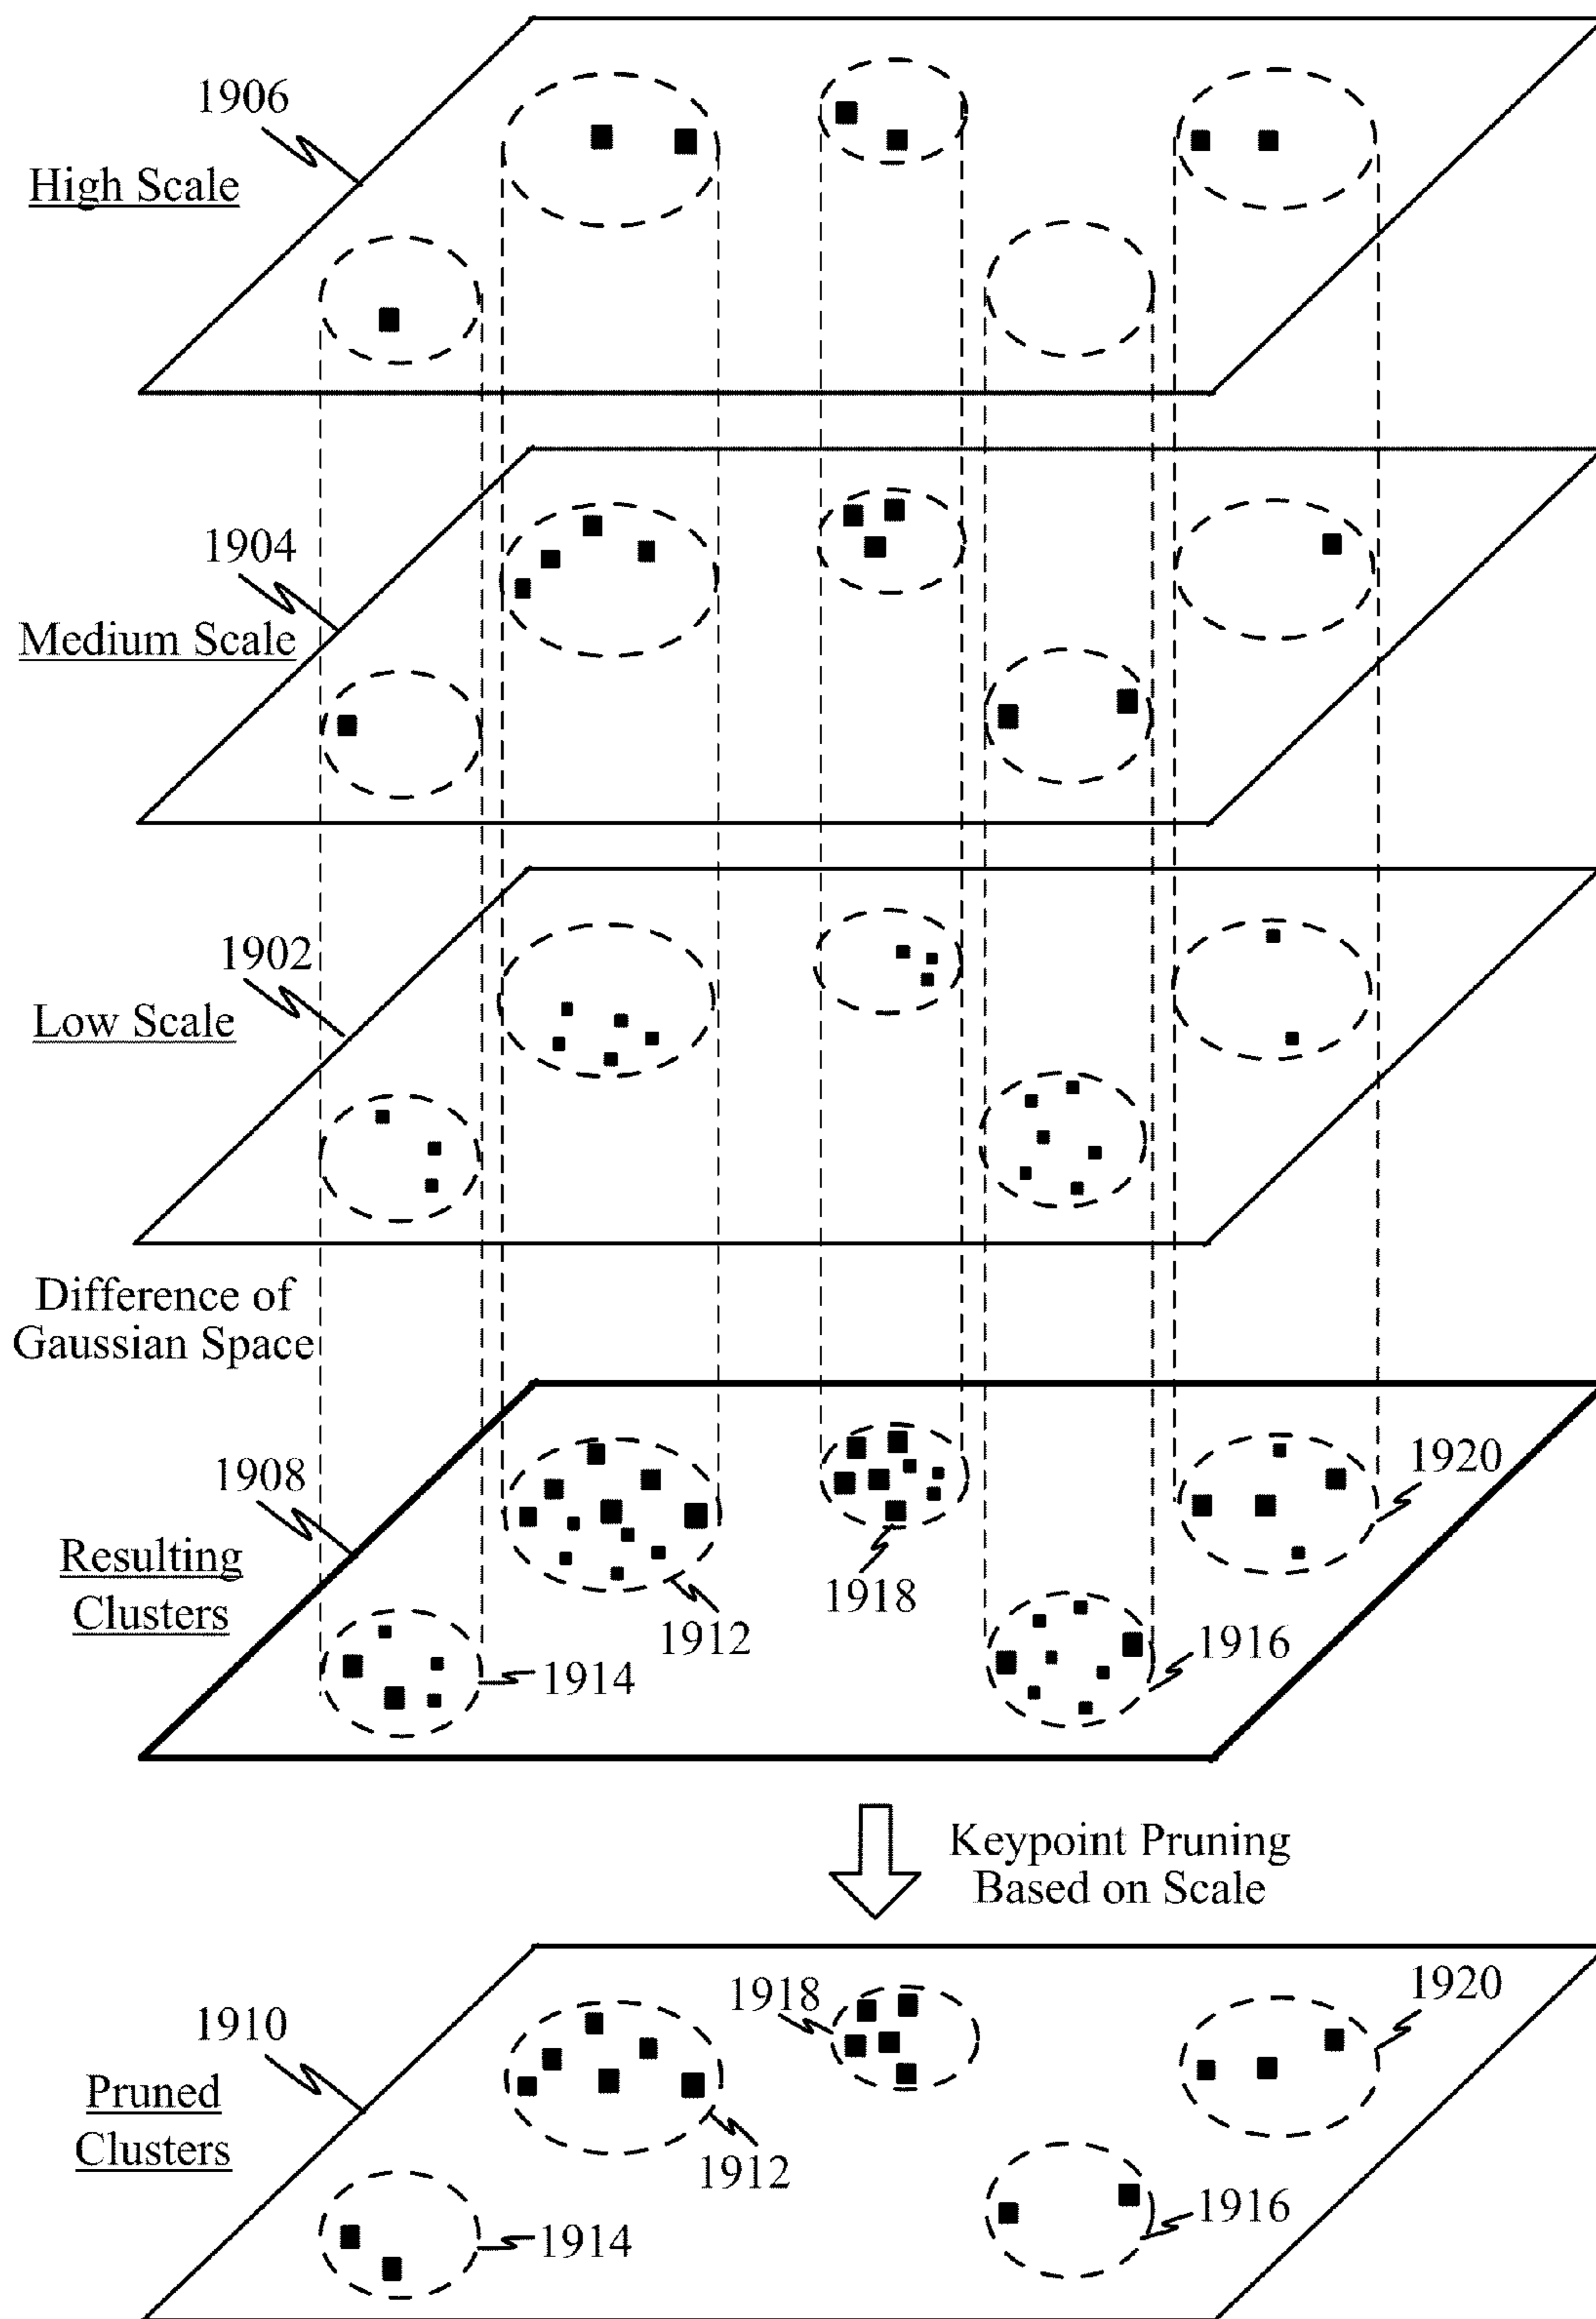 1906
High Scale
1904
Medium Scale
1902
Low Scale
Difference of
Gaussian Space
1908
1920
Resulting
Clusters
1918
1912
1916
1914
Keypoint Pruning
Based on Scale
1918
1920
1910
Pruned
Clusters
1912
1916
1914